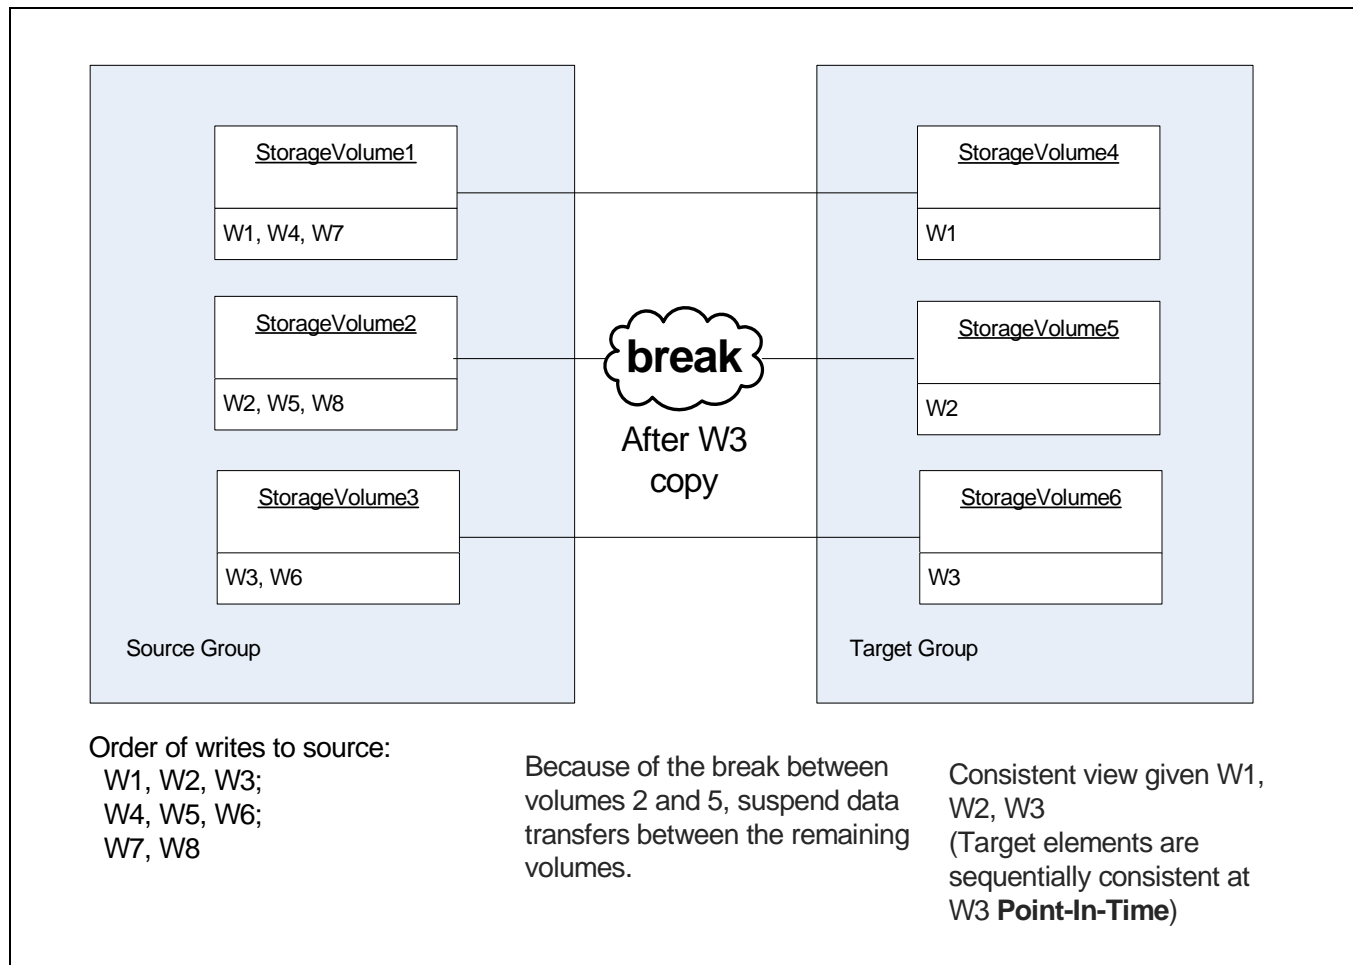 StorageVolume1
W1, W4, W7
StorageVolume2
W2, W5, W8
StorageVolume3
W3, W6
Source Group
break
After W3
copy
StorageVolume4
W1
StorageVolume5
W2
StorageVolume6
W3
Target Group
Order of writes to source:
W1, W2, W3;
W4, W5, W6;
W7, W8
Because of the break between
volumes 2 and 5, suspend data
transfers between the remaining
volumes.
Consistent view given W1,
W2, W3
(Target elements are
sequentially consistent at
W3 Point-In-Time)